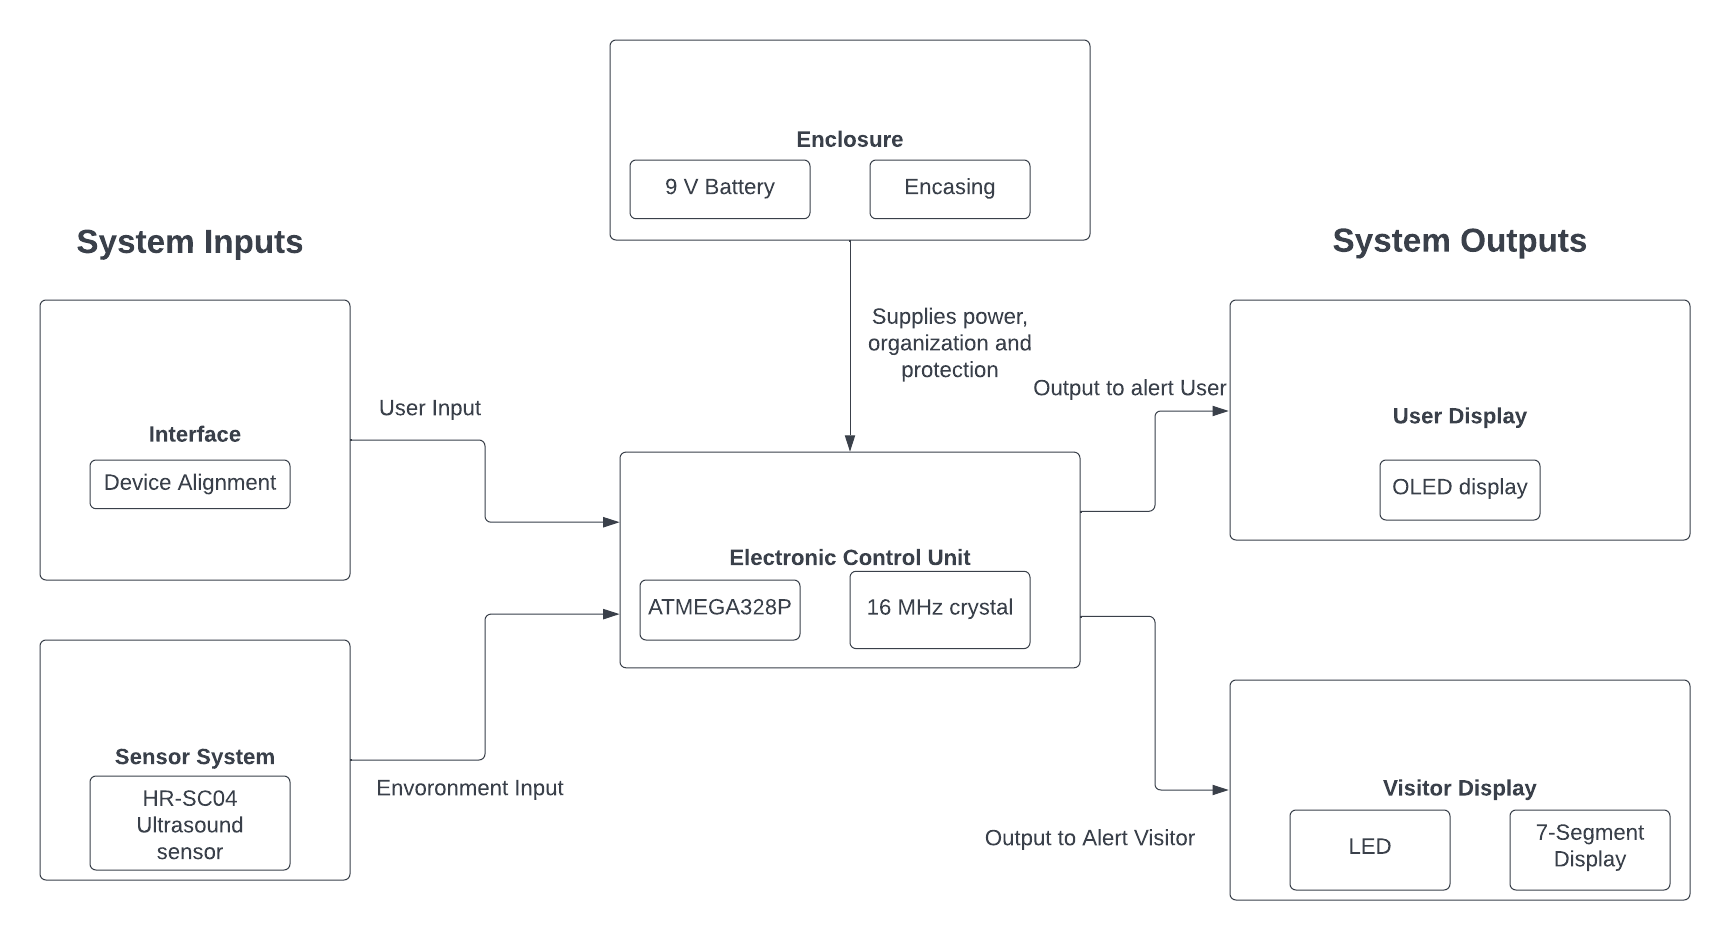 Enclosure
9 V Battery
Encasing
System Inputs
System Outputs
Supplies power,
organization and
protection
Output to alert User
User Input
Interface
Device Alignment
User Display
OLED display
Electronic Control Unit
ATMEGA328P
16 MHz crystal
Sensor System
HR-SC04
Ultrasound
sensor
Envoronment Input
Output to Alert Visitor
Visitor Display
LED
7-Segment
Display